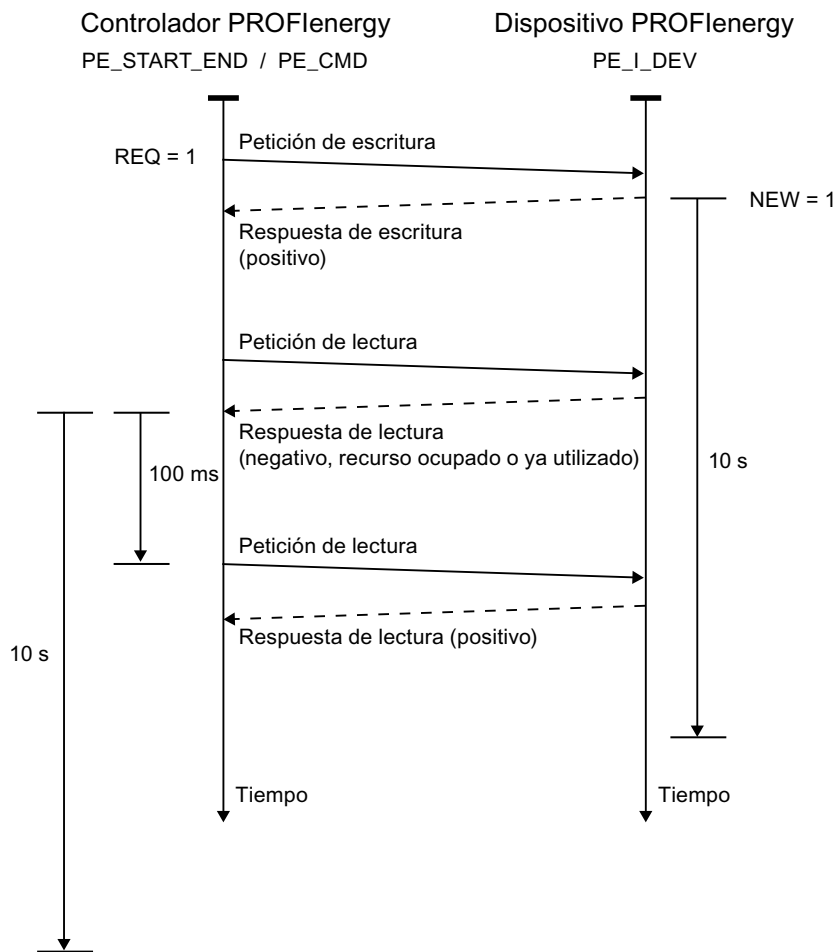 Controlador PROFIenergy
PE_START_END / PE_CMD
Dispositivo PROFIenergy
PE_I_DEV
Petición de escritura
REQ = 1
NEW = 1
Respuesta de escritura
(positivo)
Petición de lectura
Respuesta de lectura
(negativo, recurso ocupado o ya utilizado)
10 s
100 ms
Petición de lectura
Respuesta de lectura (positivo)
10 s
Tiempo
Tiempo